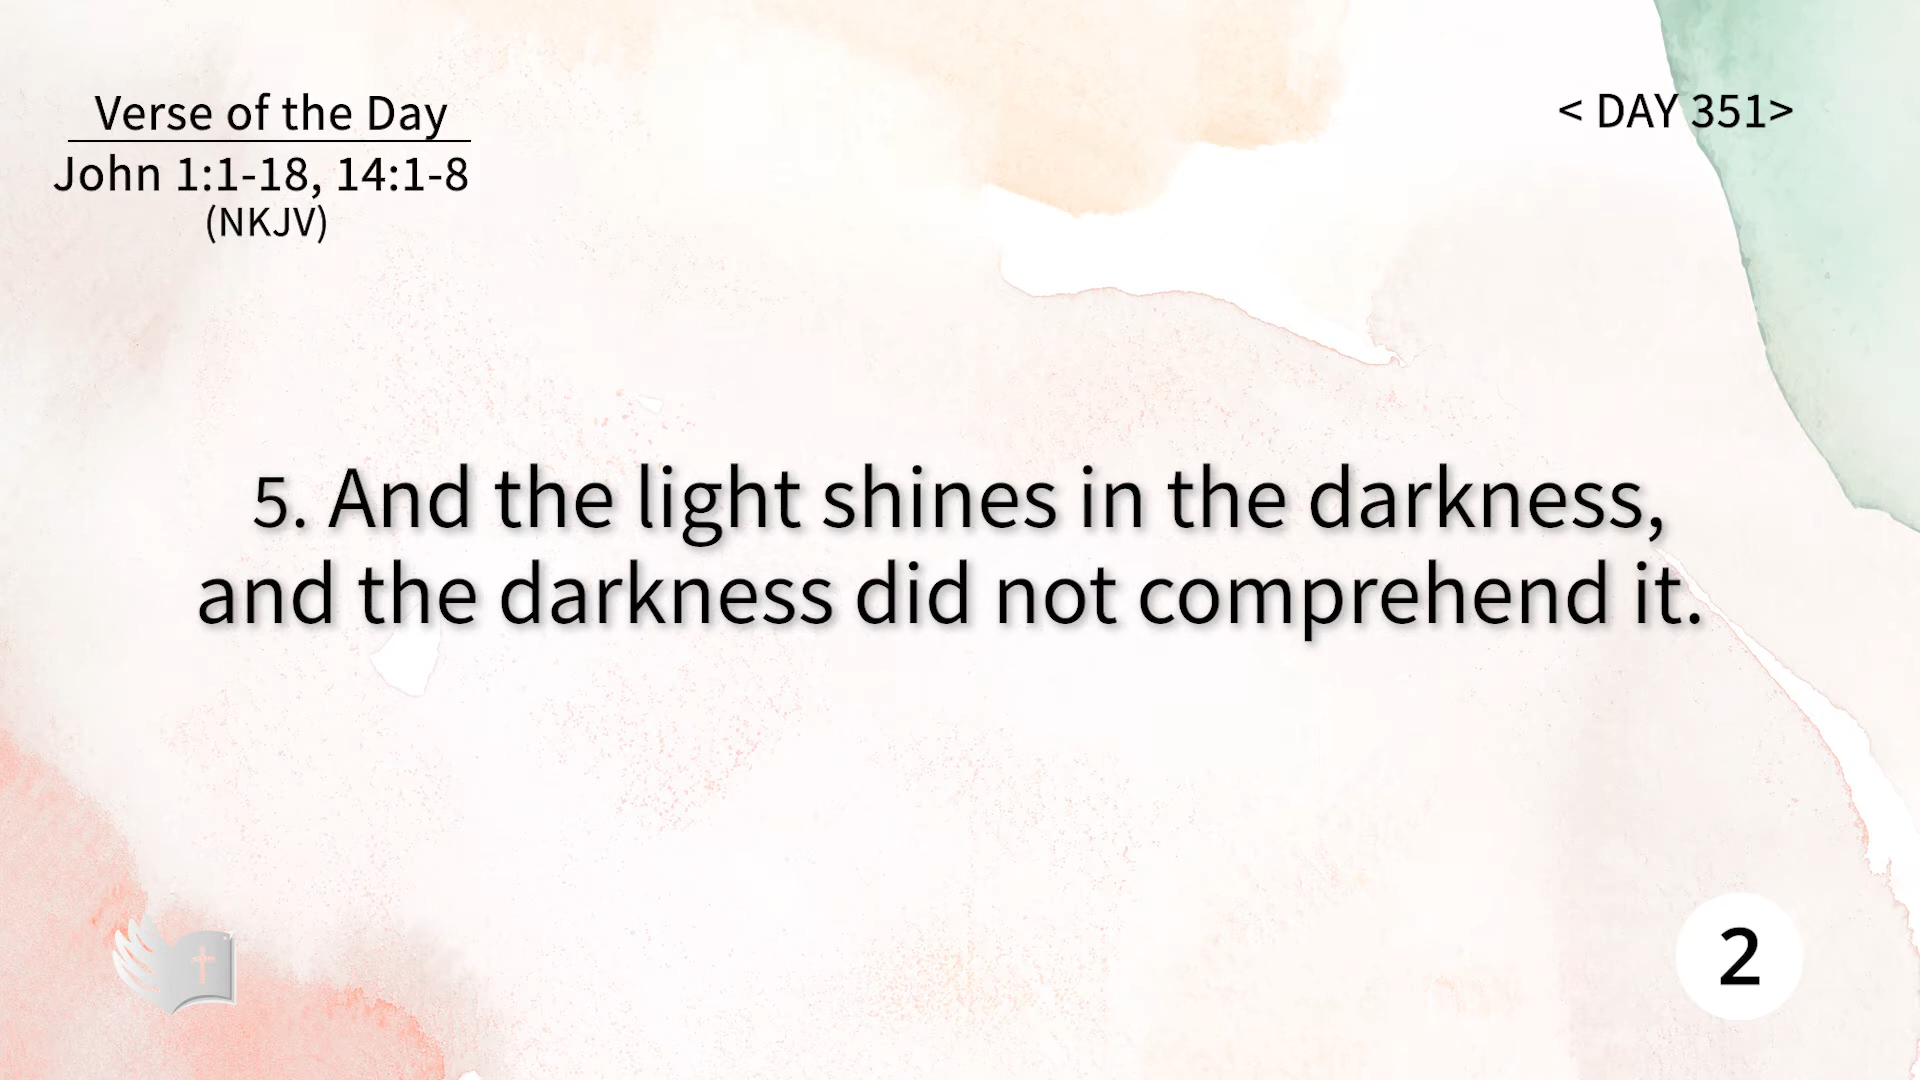 Verse of the Day
John 1:1-18, 14:1-8
(NKJV)
< DAY 351>
5. And the light shines in the darkness,
and the darkness did not comprehend it.
2